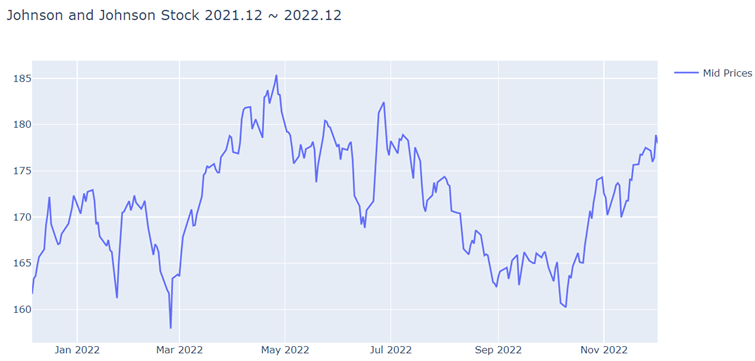 Johnson and Johnson Stock 2021.12 ~ 2022.12
Mid Prices
185
180
175
170
165
160
Jan 2022
Mar 2022
May 2022
Jul 2022
Sep 2022
Nov 2022